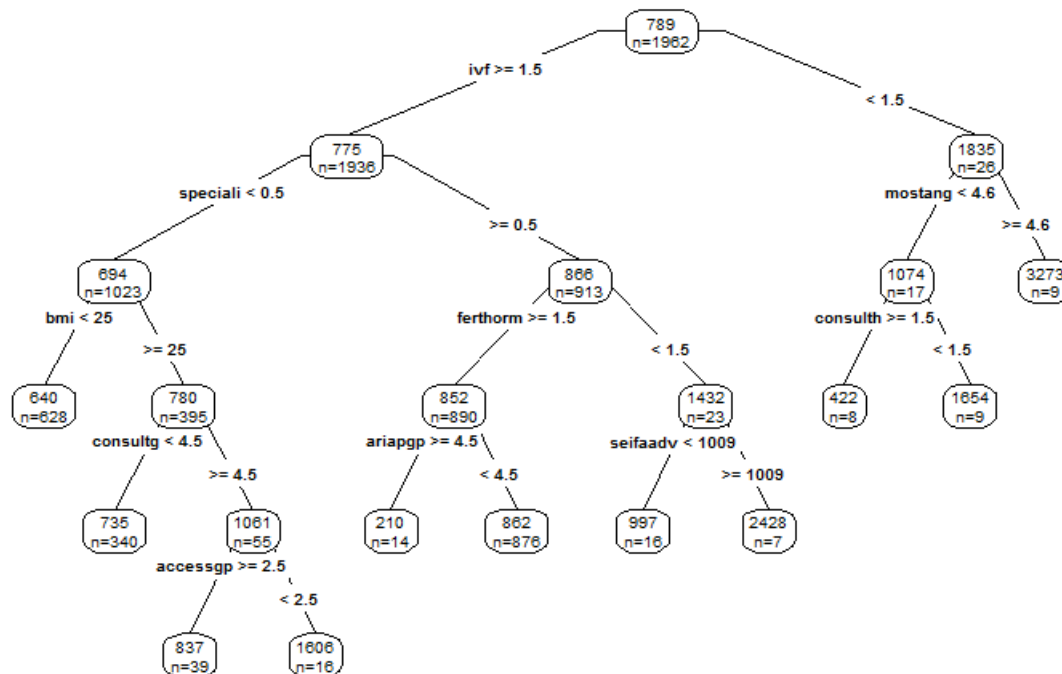 789
n=1962
ivf >= 1.5
< 1.5
775
n=1936
1835
n=26
speciali < 0.5
>= 0.5
mostang < 4.6
>= 4.6
694
n=1023
866
n=913
1074
n=17
3273
n=9
bmi < 25
>= 25
ferthorm >= 1.5
< 1.5
consulth >= 1.5
< 1.5
640
n=628
780
n=395
852
n=890
1432
n=23
422
n=8
1654
n=9
consultg < 4.5
>= 4.5
ariapgp >= 4.5
< 4.5
seifaadv < 1009
>= 1009
735
n=340
1061
n=55
210
n=14
862
n=876
997
n=16
2428
n=7
accessgp >= 2.5
< 2.5
837
n=39
1606
n=16